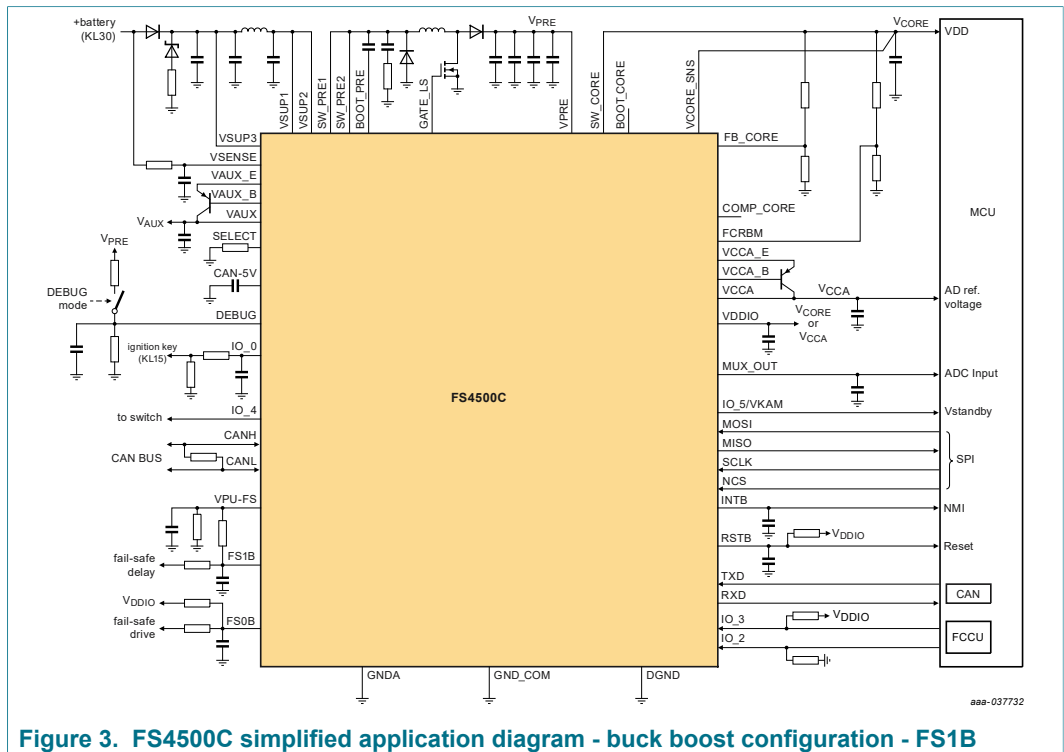 +battery
(KL30)
VPRE
VCORE
VDD
VSUP1
VSUP2
SW_PRE1
SW_PRE2
BOOT_PRE
GATE_LS
VPRE
SW_CORE
BOOT_CORE
VCORE_SNS
VSUP3
VSENSE
VAUX_E
VAUX_B
VAUX
VAUX
SELECT
VPRE
CAN-5V
DEBUG
mode
DEBUG
ignition key
(KL15)
IO_0
to switch
IO_4
CANH
CAN BUS
CANL
VPU-FS
fail-safe
delay
FS1B
VDDIO
fail-safe
drive
FS0B
FS4500C
GNDA
GND_COM
DGND
FB_CORE
COMP_CORE
FCRBM
VCCA_E
VCCA_B
VCCA
VCCA
VDDIO
VCORE
or
VCCA
MUX_OUT
IO_5/VKAM
MOSI
MISO
SCLK
NCS
INTB
RSTB
VDDIO
TXD
RXD
IO_3
VDDIO
IO_2
MCU
AD ref.
voltage
ADC Input
Vstandby
SPI
NMI
Reset
CAN
FCCU
aaa-037732
Figure 3. FS4500C simplified application diagram - buck boost configuration - FS1B